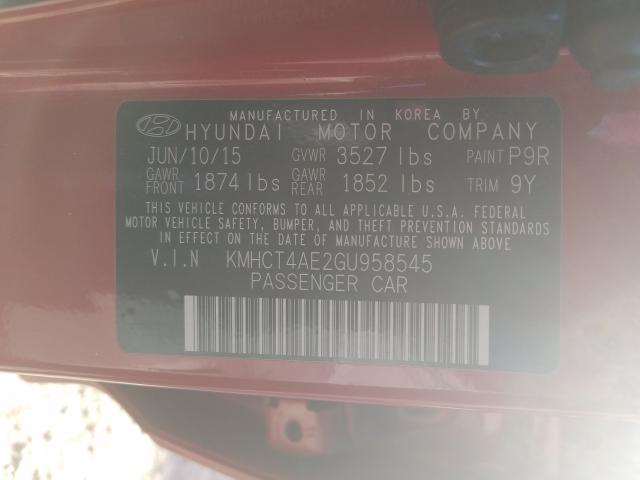 MANUFACTURED IN KOREA BY
HYUNDAI MOTOR COMPANY
JUN/10/15 GVWR 3527 lbs PAINT P9R
GAWR FRONT 1874 lbs GAWR REAR 1852 lbs TRIM 9Y
THIS VEHICLE CONFORMS TO ALL APPLICABLE U.S.A. FEDERAL
MOTOR VEHICLE SAFETY, BUMPER, AND THEFT PREVENTION STANDARDS
IN EFFECT ON THE DATE OF MANUFACTURE SHOWN ABOVE
V.I.N KMHCT4AE2GU958545
PASSENGER CAR